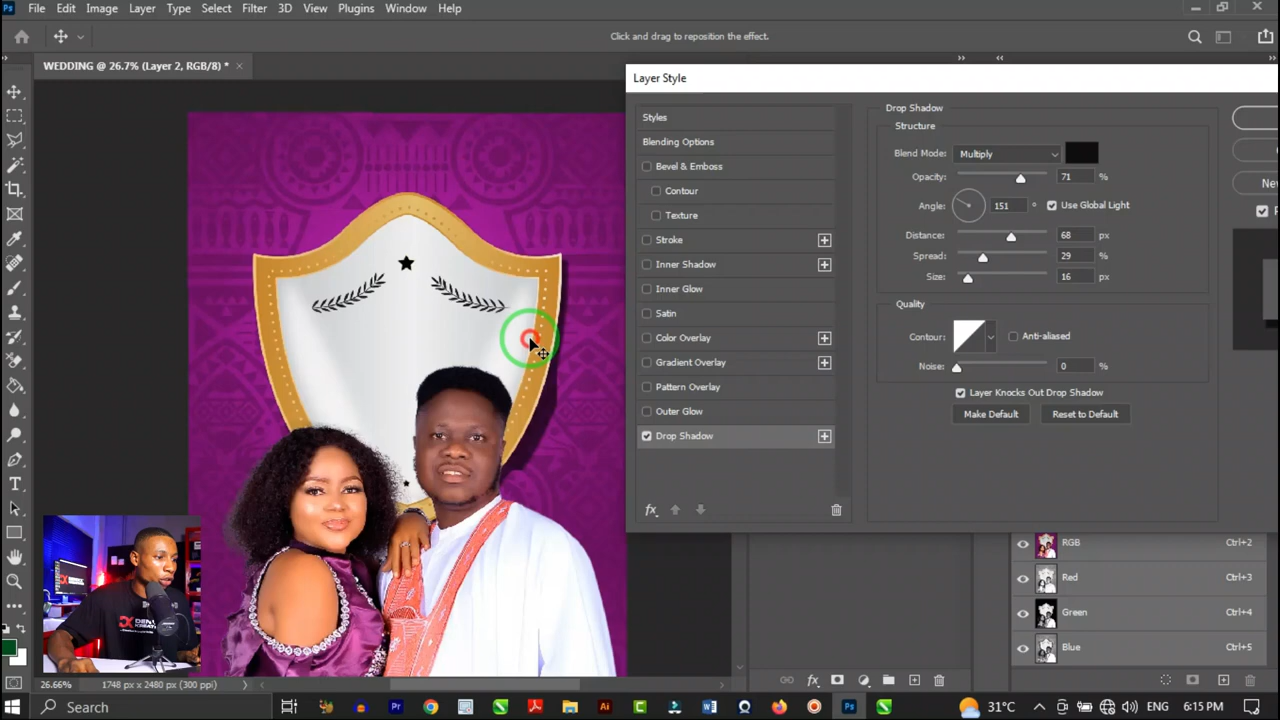 Ps File Edit Image Layer Type Select Filter 3D View Plugins Window Help
Click and drag to reposition the effect.
WEDDING @ 26.7% (Layer 2, RGB/8) * ×
Layer Style
Styles
Blending Options
Bevel & Emboss
Contour
Texture
Stroke
Inner Shadow
Inner Glow
Satin
Color Overlay
Gradient Overlay
Pattern Overlay
Outer Glow
Drop Shadow
fx
Drop Shadow
Structure
Blend Mode: Multiply
Opacity: 71 %
Angle: 151 ° Use Global Light
Distance: 68 px
Spread: 29 %
Size: 16 px
Quality
Contour: Anti-aliased
Noise: 0 %
Layer Knocks Out Drop Shadow
Make Default Reset to Default
RGB Ctrl+2
Red Ctrl+3
Green Ctrl+4
Blue Ctrl+5
fx
26.66% 1748 px x 2480 px (300 ppi)
Search
Pr
Ai
Ps
31°C
ENG 6:15 PM